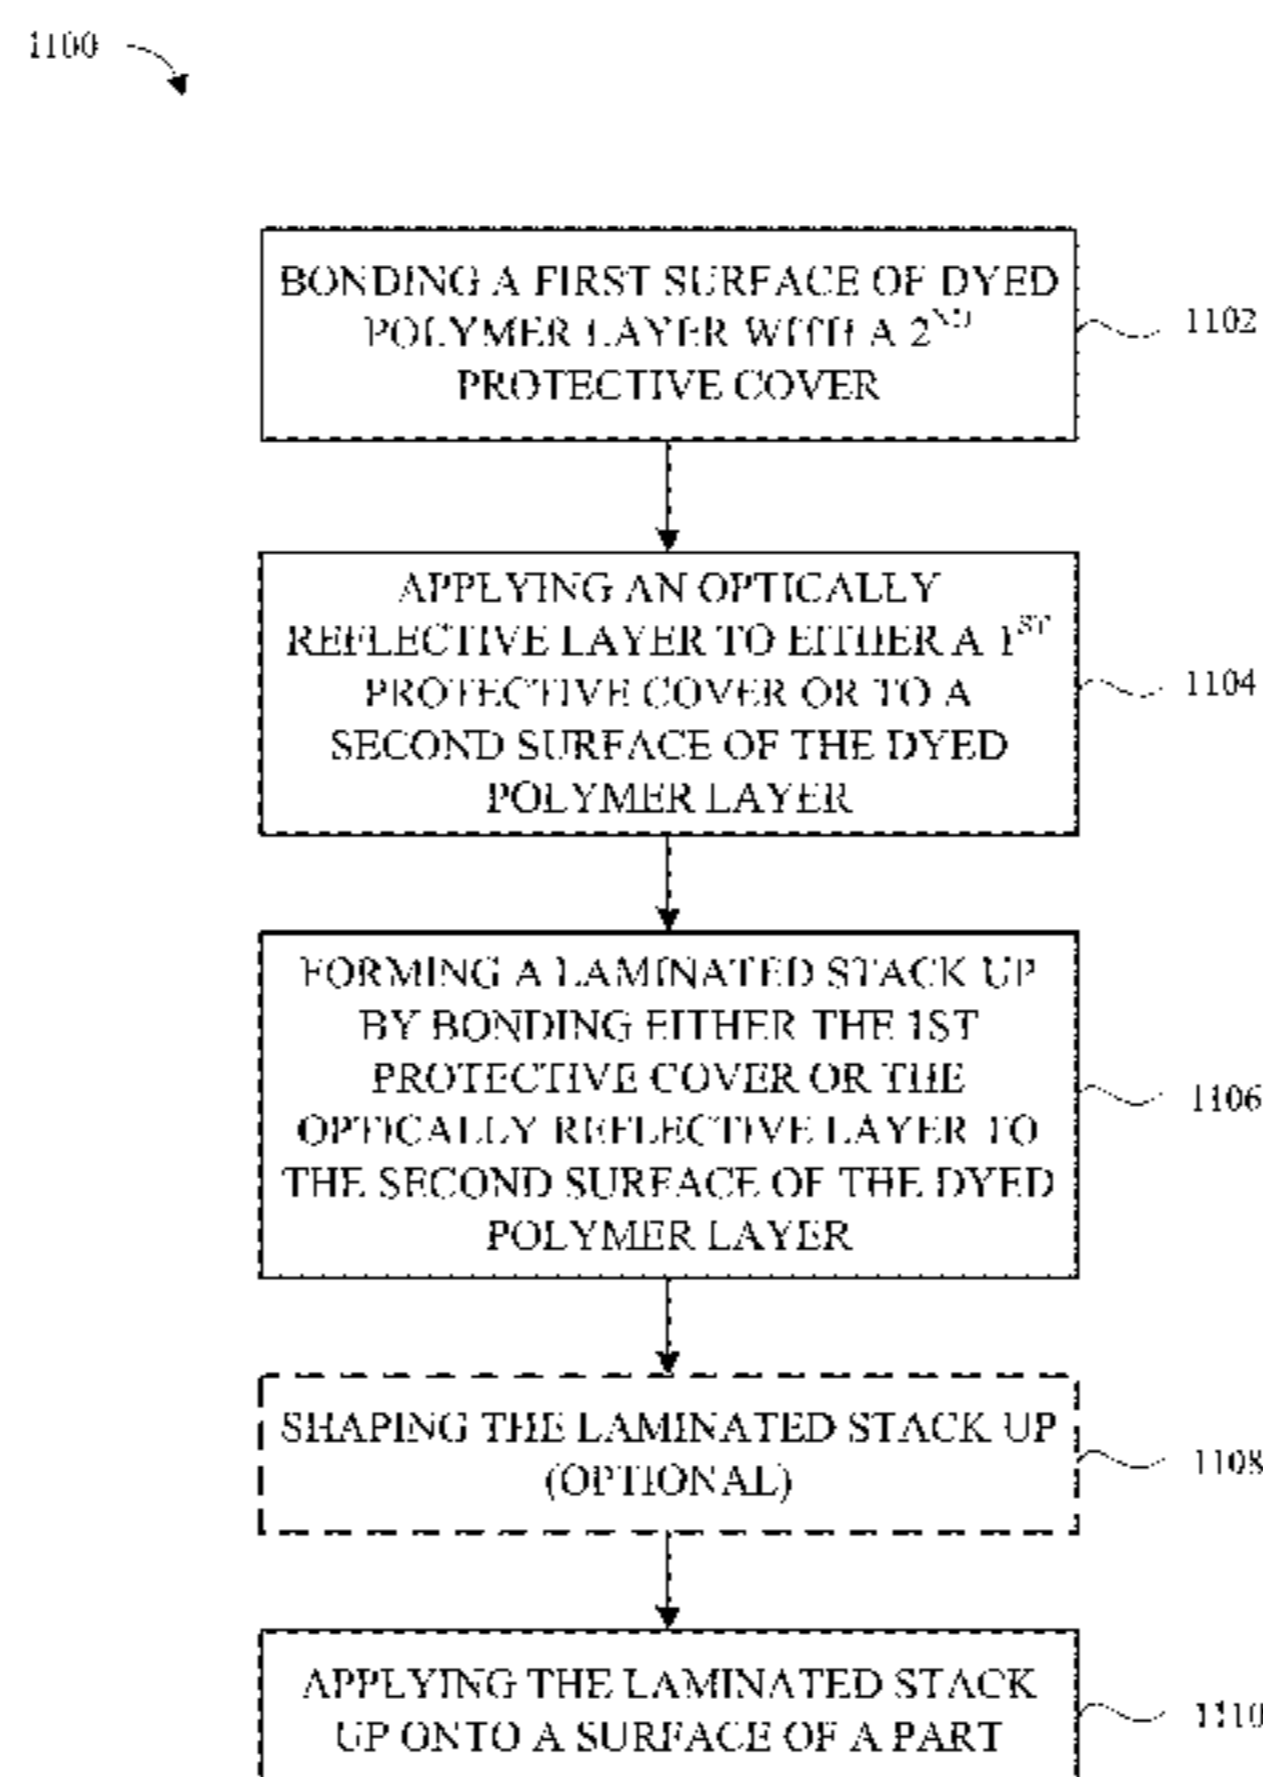 1100
BONDING A FIRST SURFACE OF DYED
POLYMER LAYER WITH A 2ND
PROTECTIVE COVER
1102
APPLYING AN OPTICALLY
REFLECTIVE LAYER TO EITHER A 1ST
PROTECTIVE COVER OR TO A
SECOND SURFACE OF THE DYED
POLYMER LAYER
1104
FORMING A LAMINATED STACK UP
BY BONDING EITHER THE 1ST
PROTECTIVE COVER OR THE
OPTICALLY REFLECTIVE LAYER TO
THE SECOND SURFACE OF THE DYED
POLYMER LAYER
1106
SHAPING THE LAMINATED STACK UP
(OPTIONAL)
1108
APPLYING THE LAMINATED STACK
UP ONTO A SURFACE OF A PART
1110